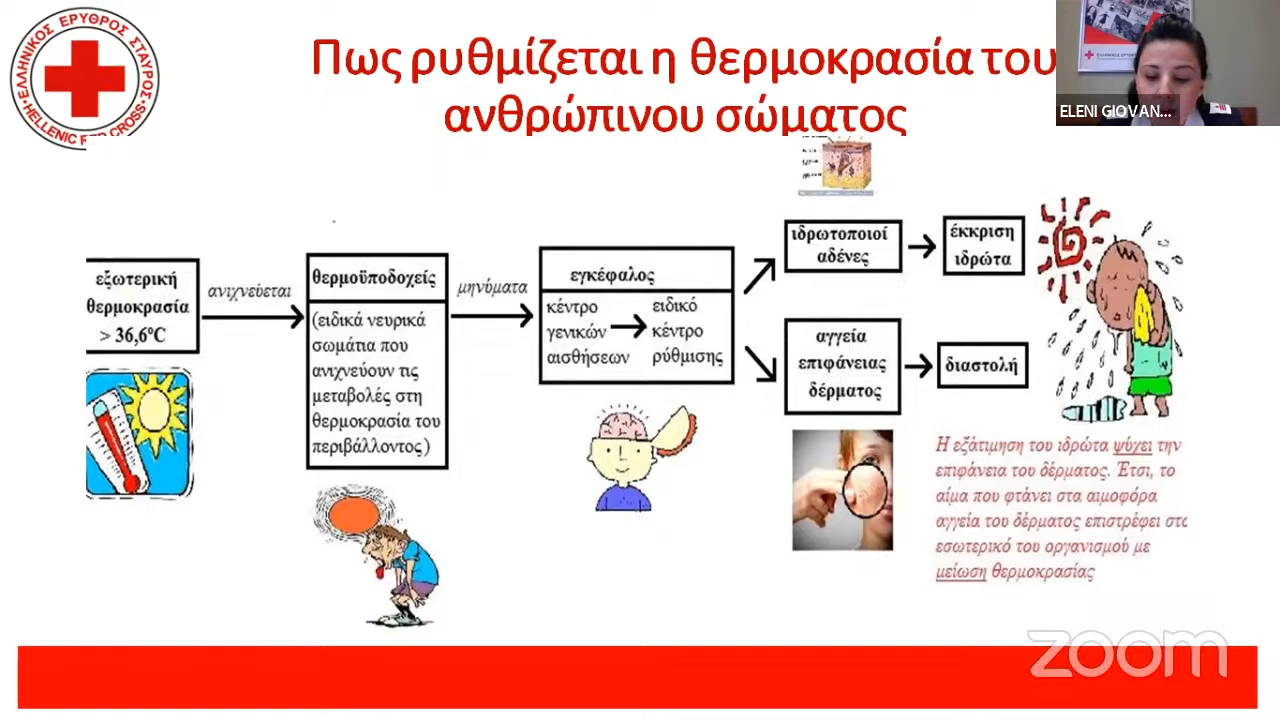 ΕΛΛΗΝΙΚΟΣ ΕΡΥΘΡΟΣ ΣΤΑΥΡΟΣ
HELLENIC RED CROSS
Πως ρυθμίζεται η θερμοκρασία του
ανθρώπινου σώματος
ELENI GIOVAN...
εξωτερική
θερμοκρασία
> 36,6⁰C
ανιχνεύεται
θερμοϋποδοχείς
(ειδικά νευρικά
σωμάτια που
ανιχνεύουν τις
μεταβολές στη
θερμοκρασία του
περιβάλλοντος)
μηνύματα
εγκέφαλος
κέντρο
γενικών
αισθήσεων
ειδικό
κέντρο
ρύθμισης
ιδρωτοποιοί
αδένες
έκκριση
ιδρώτα
αγγεία
επιφάνειας
δέρματος
διαστολή
Η εξάτιμηση του ιδρώτα ψύχει την
επιφάνεια του δέρματος. Έτσι, το
αίμα που φτάνει στα αιμοφόρα
αγγεία του δέρματος επιστρέφει στο
εσωτερικό του οργανισμού με
μείωση θερμοκρασίας
zoom